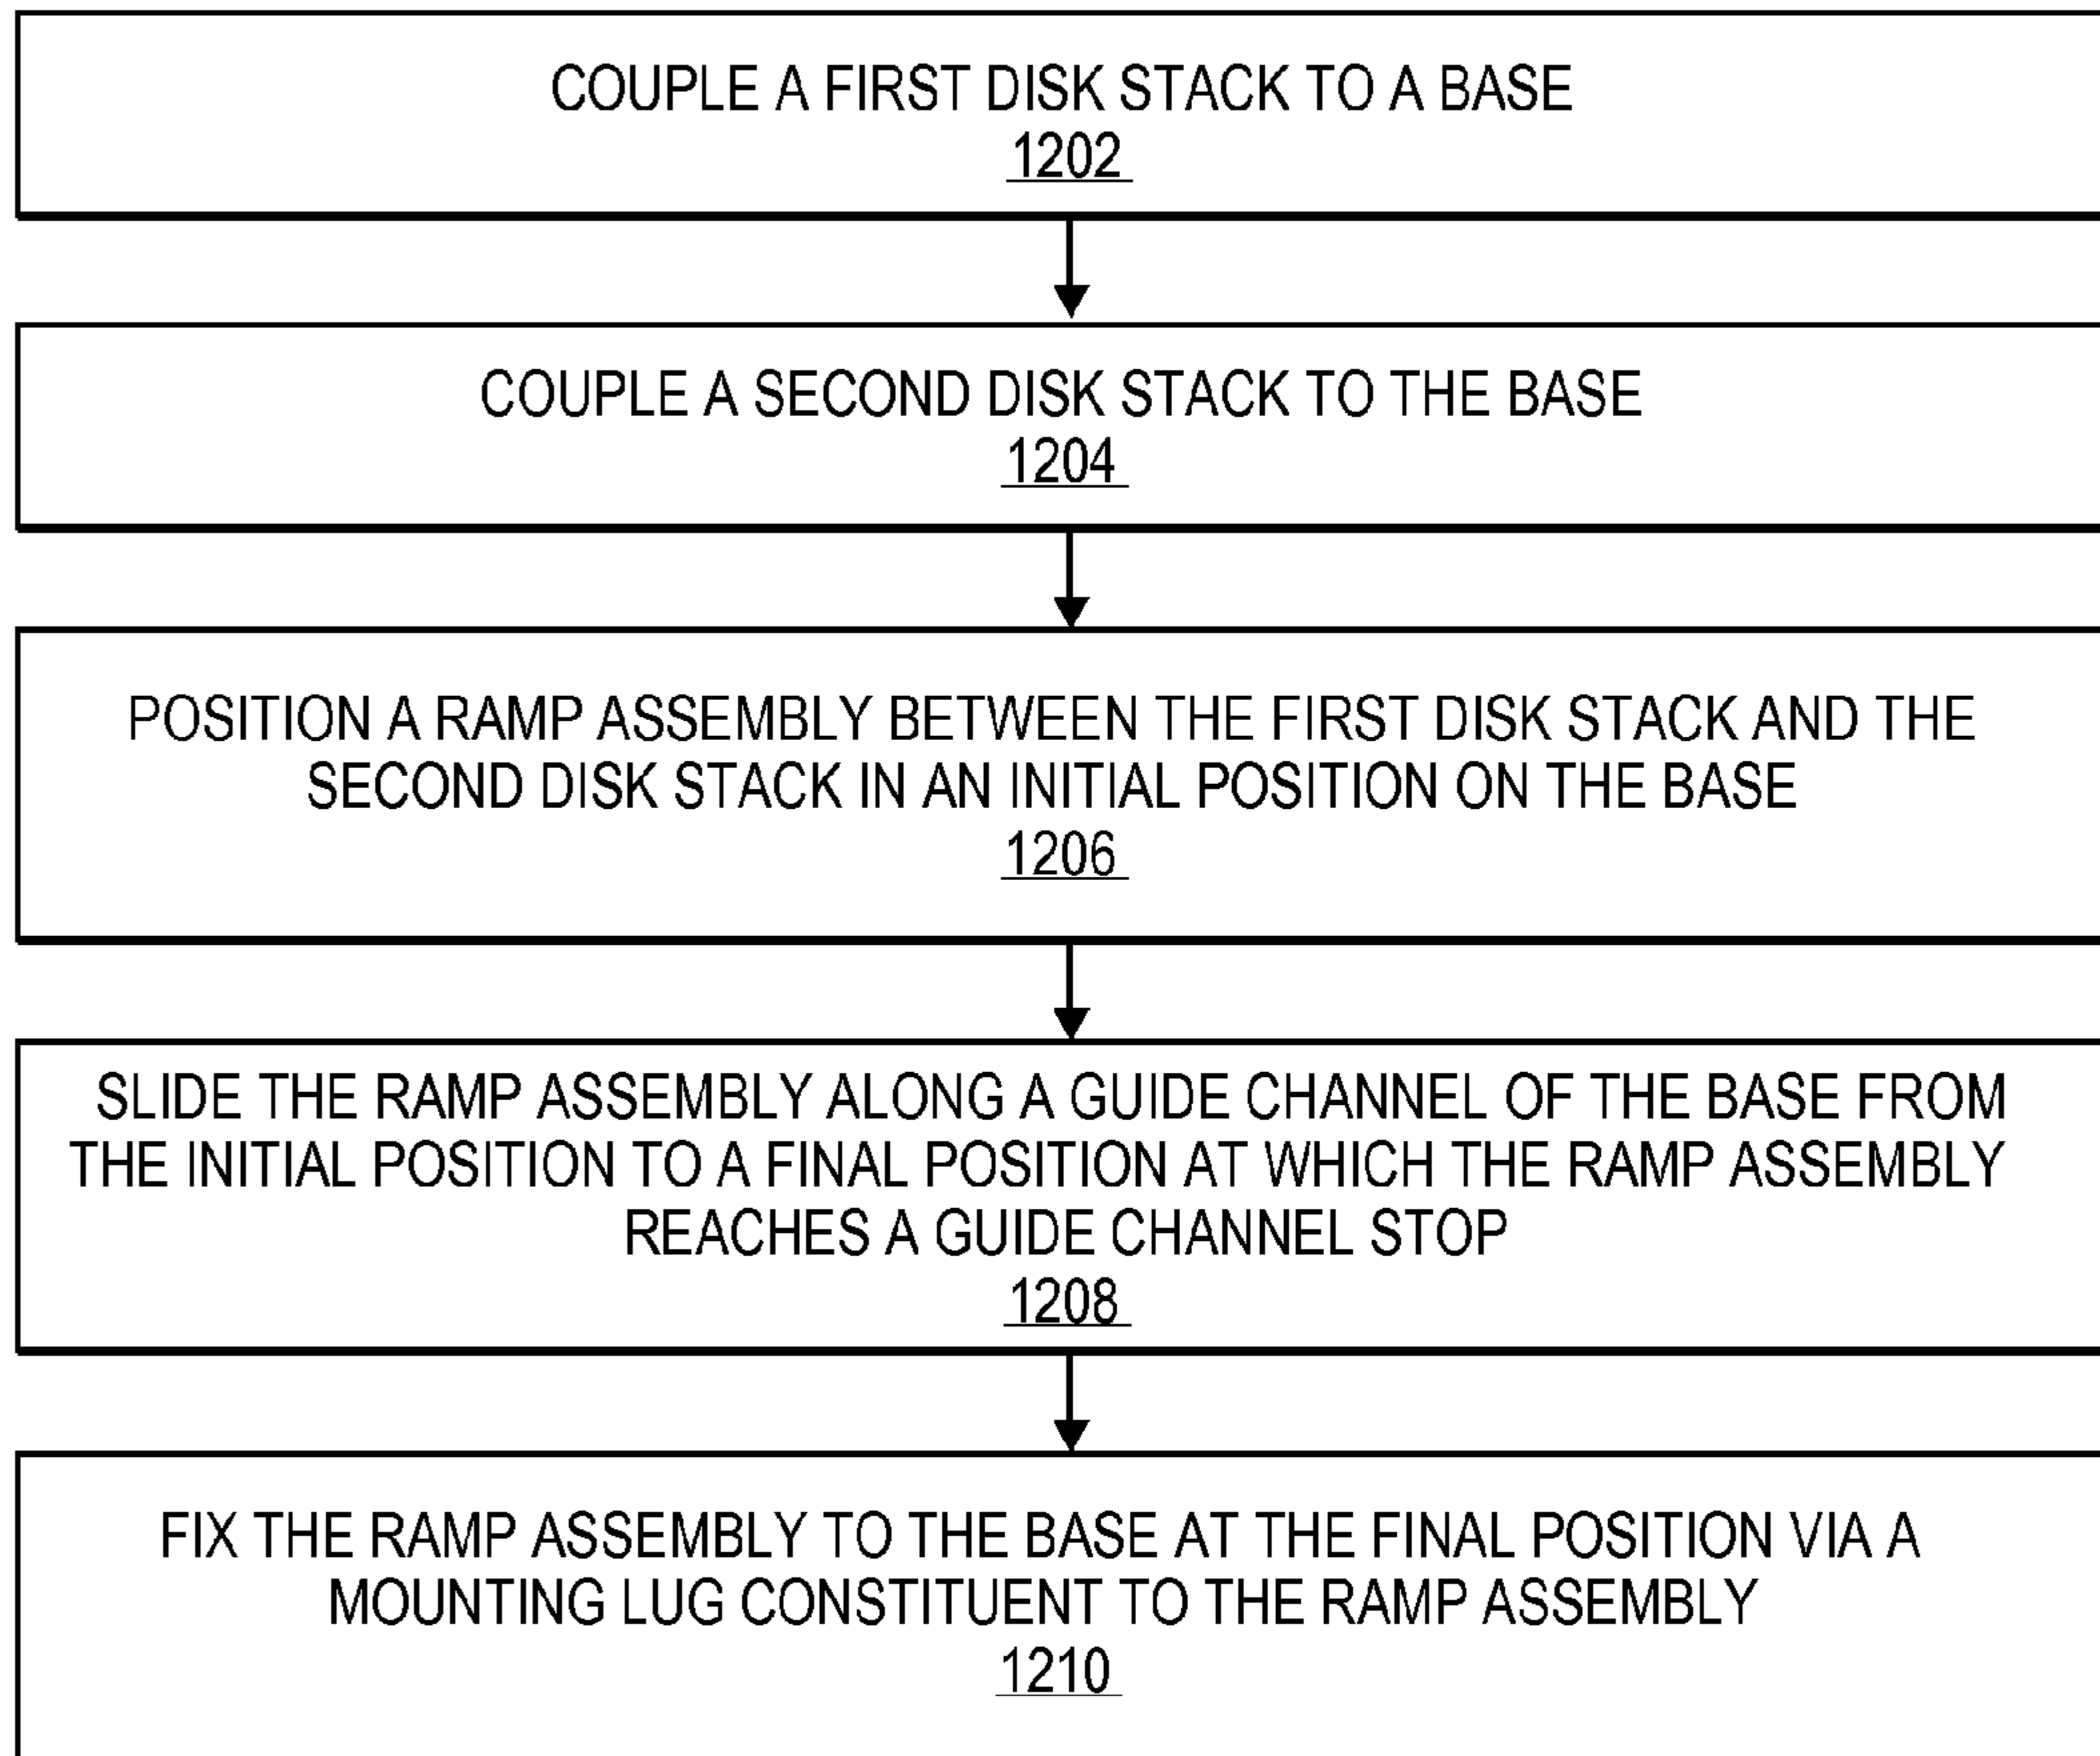 COUPLE A FIRST DISK STACK TO A BASE
1202
COUPLE A SECOND DISK STACK TO THE BASE
1204
POSITION A RAMP ASSEMBLY BETWEEN THE FIRST DISK STACK AND THE
SECOND DISK STACK IN AN INITIAL POSITION ON THE BASE
1206
SLIDE THE RAMP ASSEMBLY ALONG A GUIDE CHANNEL OF THE BASE FROM
THE INITIAL POSITION TO A FINAL POSITION AT WHICH THE RAMP ASSEMBLY
REACHES A GUIDE CHANNEL STOP
1208
FIX THE RAMP ASSEMBLY TO THE BASE AT THE FINAL POSITION VIA A
MOUNTING LUG CONSTITUENT TO THE RAMP ASSEMBLY
1210